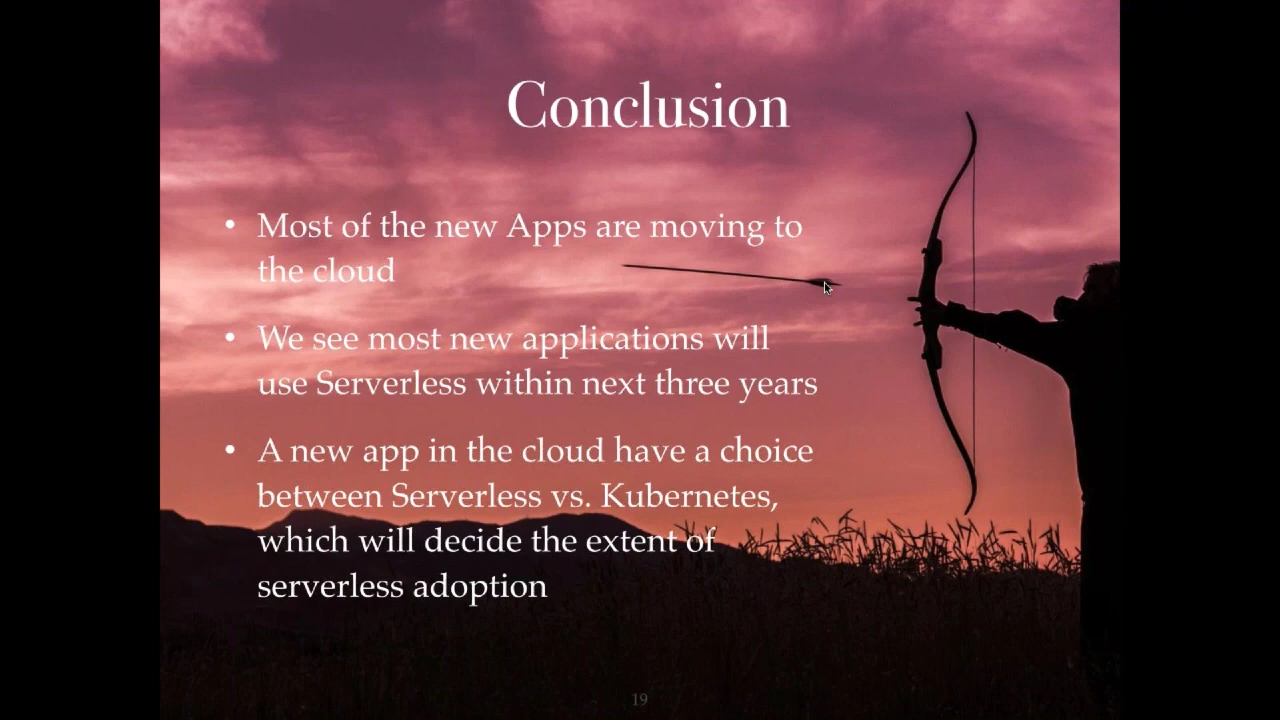 Conclusion
• Most of the new Apps are moving to
the cloud
• We see most new applications will
use Serverless within next three years
• A new app in the cloud have a choice
between Serverless vs. Kubernetes,
which will decide the extent of
serverless adoption
19